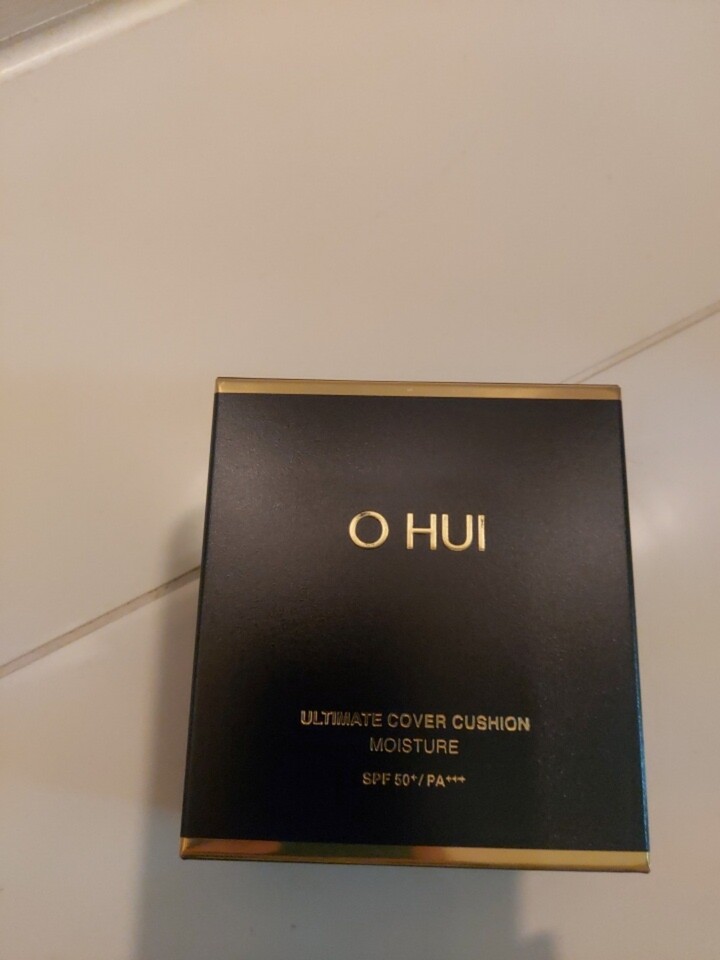 O HUI
ULTIMATE COVER CUSHION
MOISTURE
SPF 50+/ PA+++